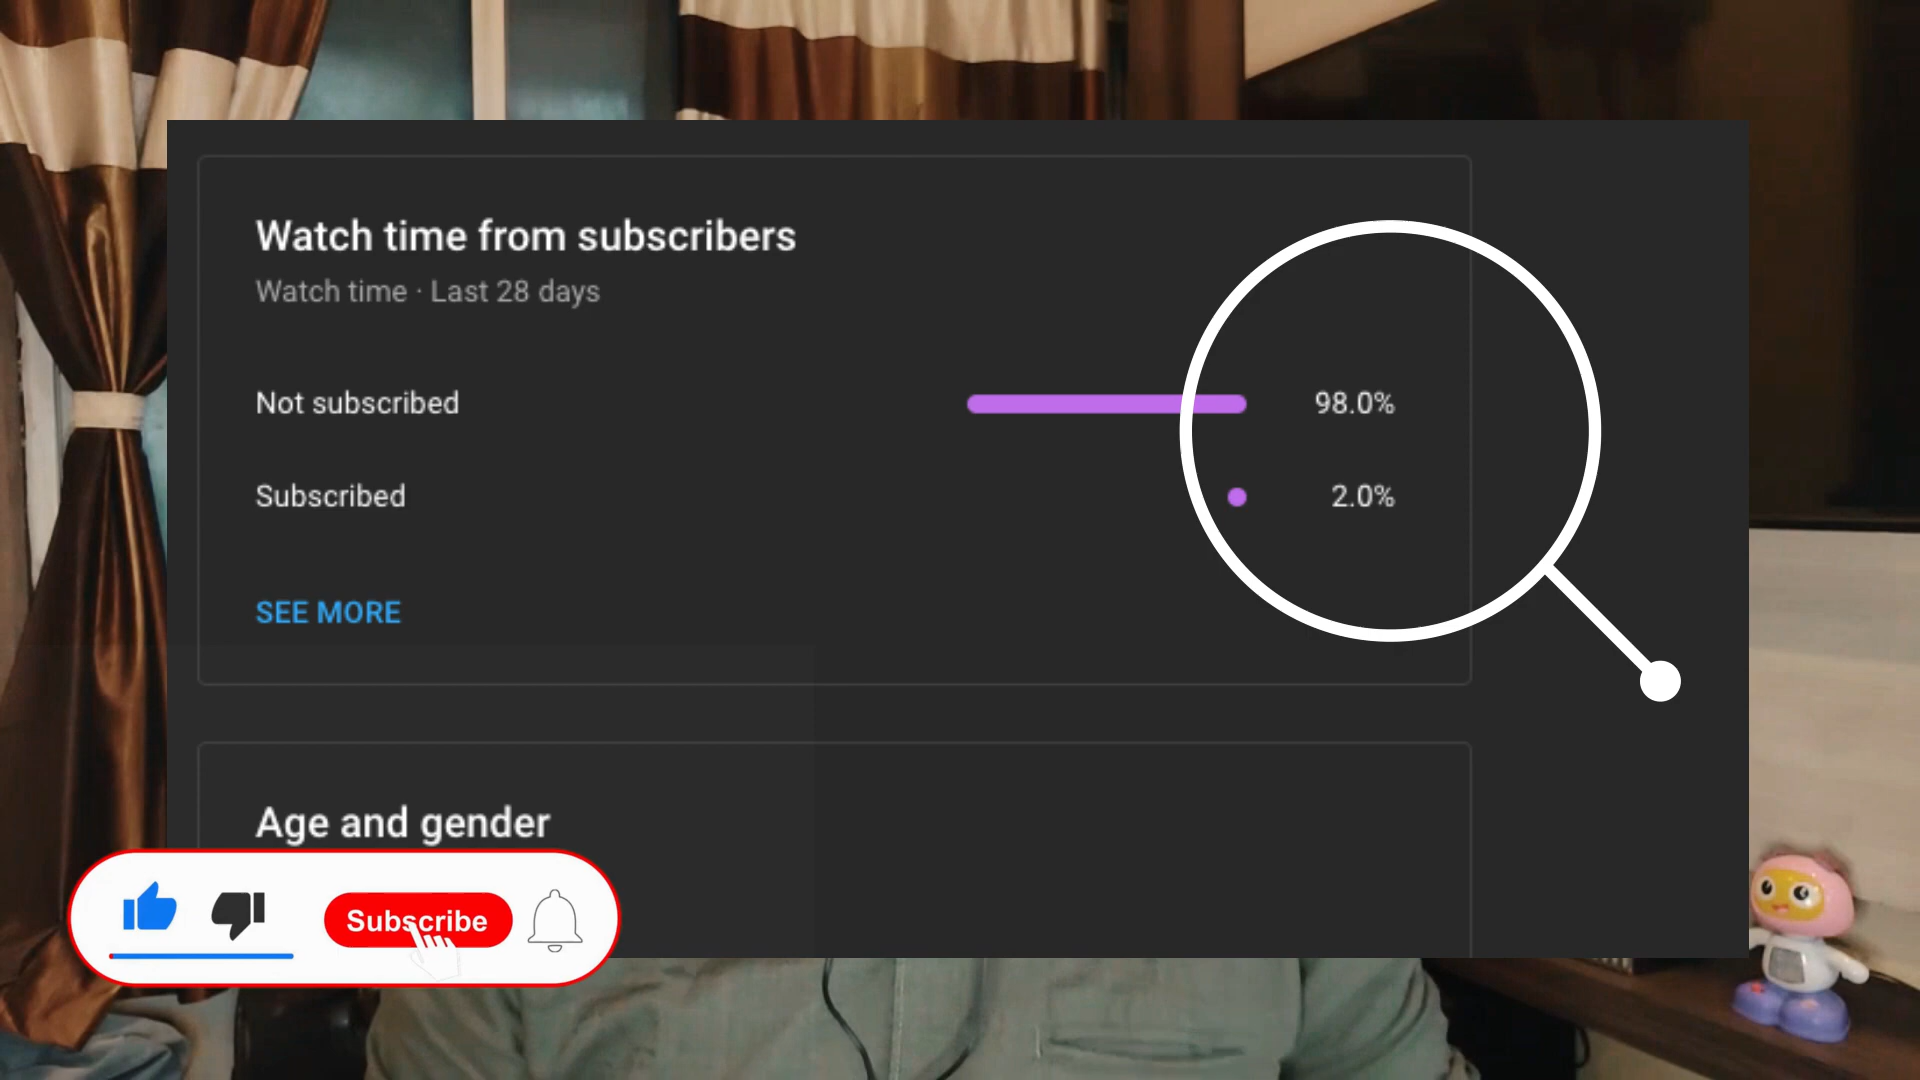 Watch time from subscribers
Watch time · Last 28 days
Not subscribed 98.0%
Subscribed 2.0%
SEE MORE
Age and gender
Subscribe